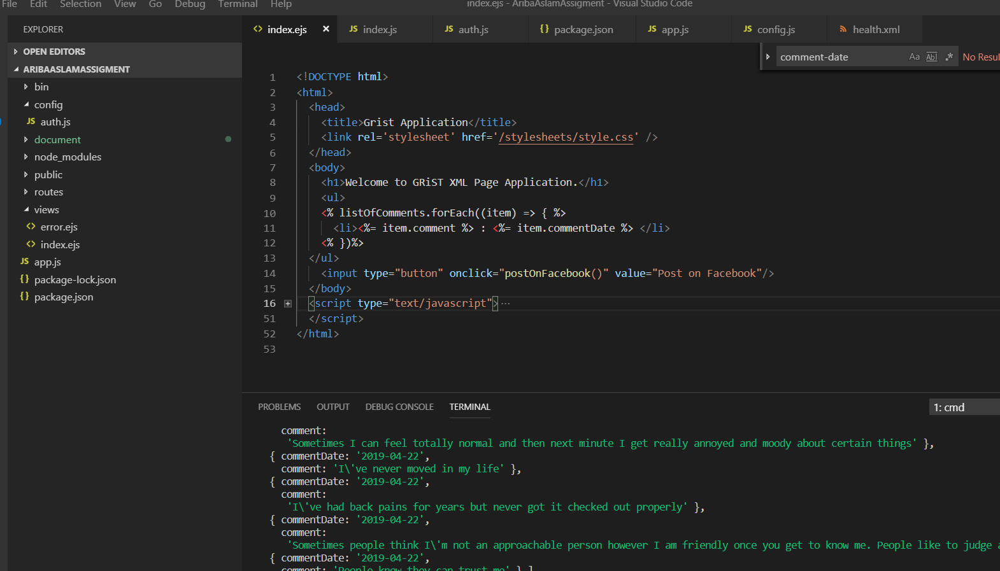 File Edit Selection View Go Debug Terminal Help index.ejs - AribaAslamAssigment - Visual Studio Code
EXPLORER
OPEN EDITORS
ARIBAASLAMASSIGMENT
bin
config
JS auth.js
document
node_modules
public
routes
views
<> error.ejs
<> index.ejs
JS app.js
{} package-lock.json
{} package.json
<> index.ejs × JS index.js JS auth.js {} package.json JS app.js JS config.js health.xml
comment-date Aa Abl .* No Resul
1 <!DOCTYPE html>
2 <html>
3 <head>
4 <title>Grist Application</title>
5 <link rel='stylesheet' href='/stylesheets/style.css' />
6 </head>
7 <body>
8 <h1>Welcome to GRiST XML Page Application.</h1>
9 <ul>
10 <% listOfComments.forEach((item) => { %>
11 <li><%= item.comment %> : <%= item.commentDate %> </li>
12 <% })%>
13 </ul>
14 <input type="button" onclick="postOnFacebook()" value="Post on Facebook"/>
15 </body>
16 <script type="text/javascript"> ...
51 </script>
52 </html>
53
PROBLEMS OUTPUT DEBUG CONSOLE TERMINAL 1: cmd
comment:
'Sometimes I can feel totally normal and then next minute I get really annoyed and moody about certain things' },
{ commentDate: '2019-04-22',
comment: 'I\'ve never moved in my life' },
{ commentDate: '2019-04-22',
comment:
'I\'ve had back pains for years but never got it checked out properly' },
{ commentDate: '2019-04-22',
comment:
'Sometimes people think I\'m not an approachable person however I am friendly once you get to know me. People like to judge a
{ commentDate: '2019-04-22',
comment: 'People know they can trust me' } ]